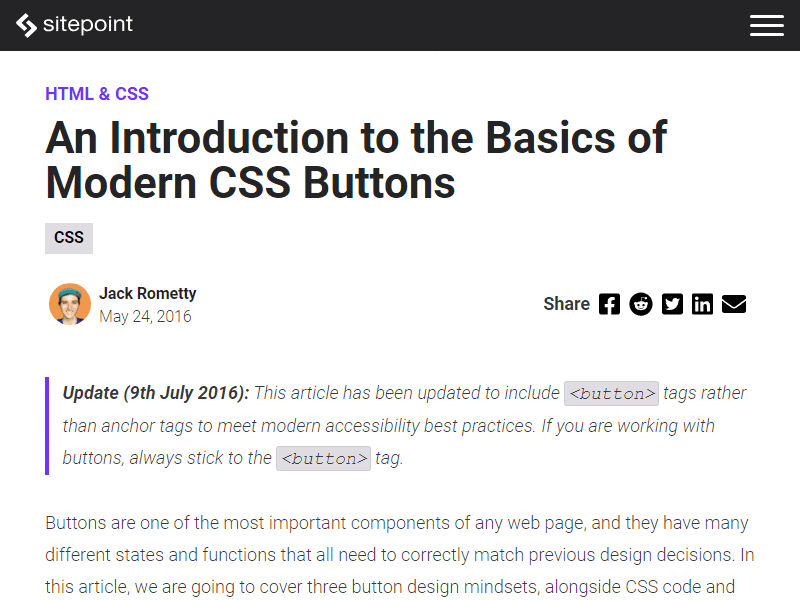 sitepoint
HTML & CSS
An Introduction to the Basics of
Modern CSS Buttons
CSS
Jack Rometty
May 24, 2016
Share
Update (9th July 2016): This article has been updated to include <button> tags rather
than anchor tags to meet modern accessibility best practices. If you are working with
buttons, always stick to the <button> tag.
Buttons are one of the most important components of any web page, and they have many
different states and functions that all need to correctly match previous design decisions. In
this article, we are going to cover three button design mindsets, alongside CSS code and